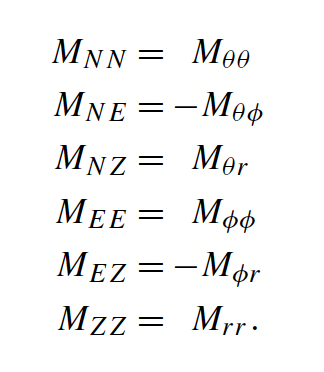 M_{NN} = M_{θθ}
M_{NE} = −M_{θϕ}
M_{NZ} = M_{θr}
M_{EE} = M_{ϕϕ}
M_{EZ} = −M_{ϕr}
M_{ZZ} = M_{rr}.